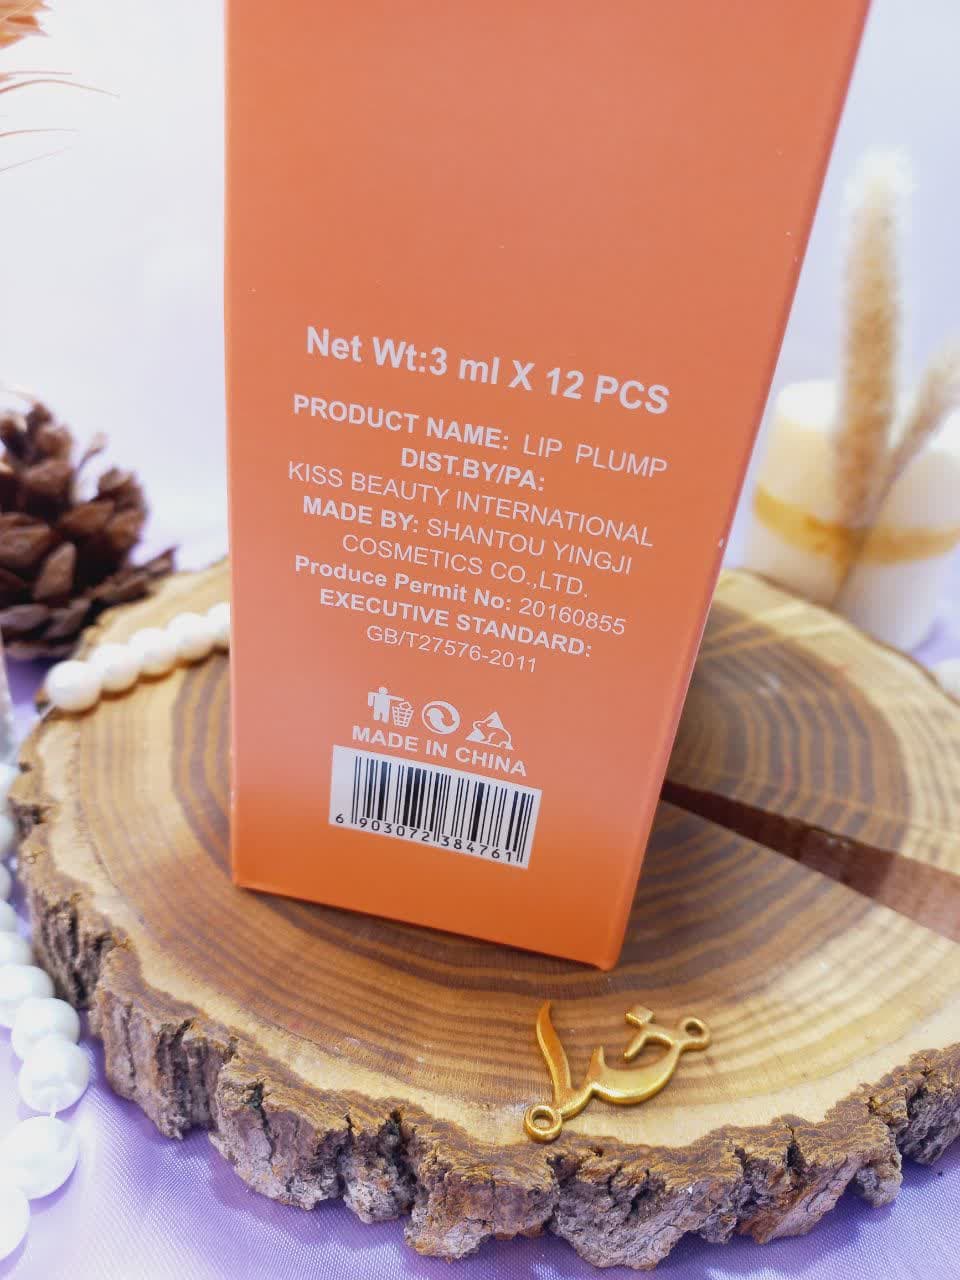 Net Wt:3 ml X 12 PCS
PRODUCT NAME: LIP PLUMP
DIST.BY/PA:
KISS BEAUTY INTERNATIONAL
MADE BY: SHANTOU YINGJI
COSMETICS CO.,LTD.
Produce Permit No: 20160855
EXECUTIVE STANDARD:
GB/T27576-2011
MADE IN CHINA
6 903072 384761